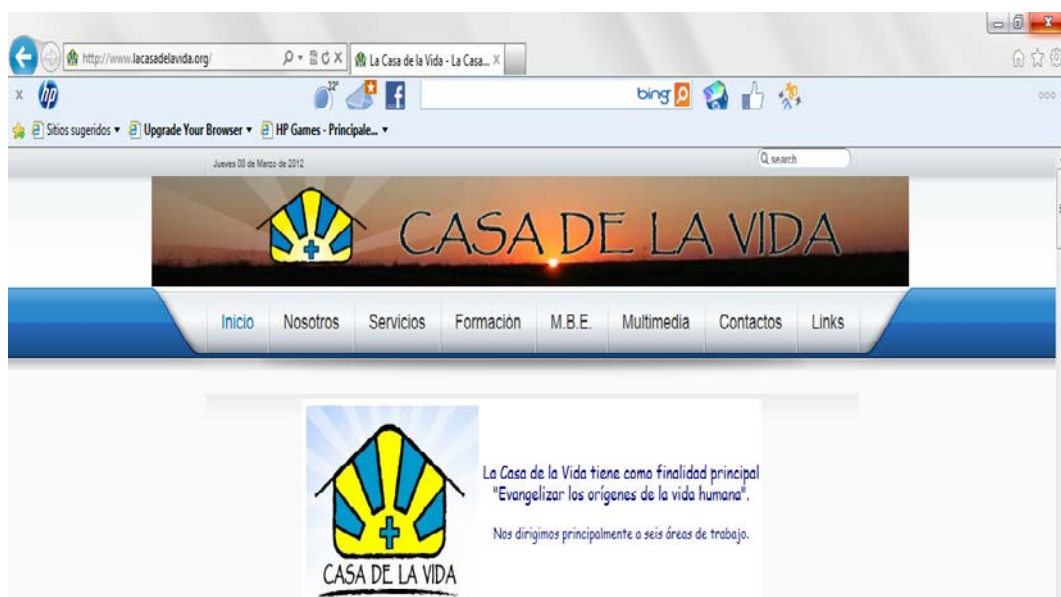 http://www.lacasadelavida.org/
La Casa de la Vida - La Casa...
hp
32°
f
bing
Sitios sugeridos
Upgrade Your Browser
HP Games - Principale...
Jueves 08 de Marzo de 2012
search
CASA DE LA VIDA
Inicio Nosotros Servicios Formación M.B.E. Multimedia Contactos Links
La Casa de la Vida tiene como finalidad principal
"Evangelizar los orígenes de la vida humana".
Nos dirigimos principalmente a seis áreas de trabajo.
CASA DE LA VIDA